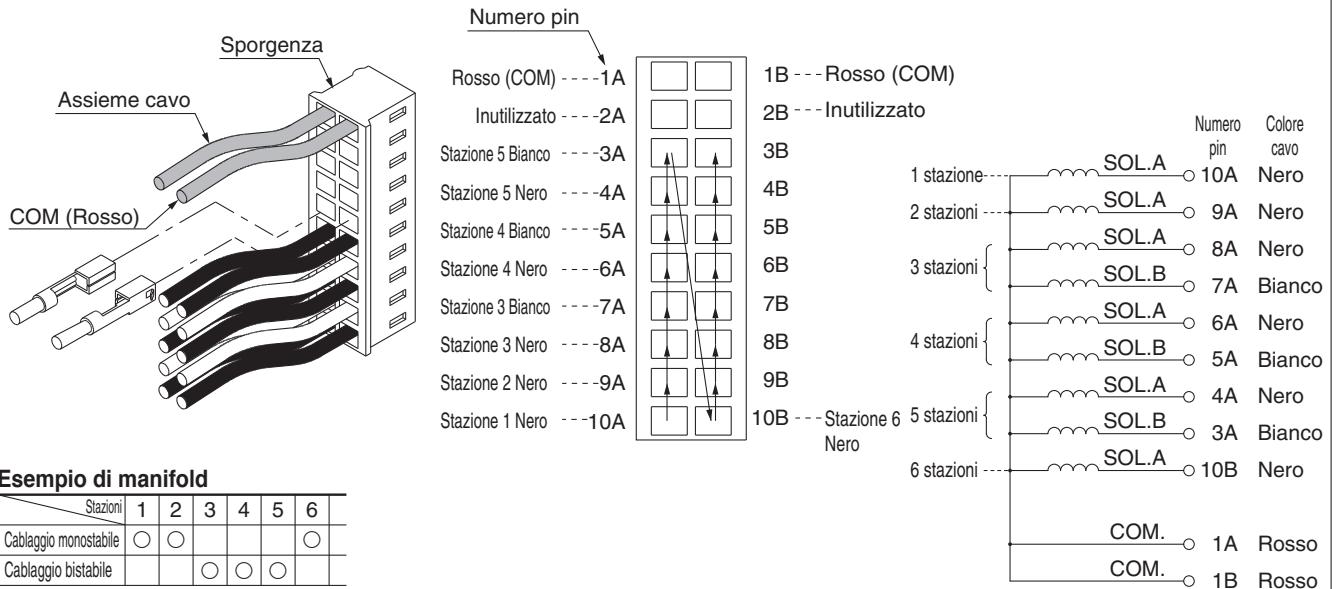 Numero pin
Sporgenza
Assieme cavo
COM (Rosso)
Rosso (COM) ----1A
Inutilizzato ---2A
Stazione 5 Bianco ---3A
Stazione 5 Nero ----4A
Stazione 4 Bianco ---5A
Stazione 4 Nero ----6A
Stazione 3 Bianco ---7A
Stazione 3 Nero ----8A
Stazione 2 Nero ----9A
Stazione 1 Nero ---10A
1B ---Rosso (COM)
2B ---Inutilizzato
3B
4B
5B
6B
7B
8B
9B
10B ---Stazione 6
Nero
Numero pin
Colore cavo
1 stazione--- SOL.A 10A Nero
2 stazioni --- SOL.A 9A Nero
3 stazioni SOL.A 8A Nero
SOL.B 7A Bianco
4 stazioni SOL.A 6A Nero
SOL.B 5A Bianco
5 stazioni SOL.A 4A Nero
SOL.B 3A Bianco
6 stazioni ---- SOL.A 10B Nero
COM. 1A Rosso
COM. 1B Rosso
Esempio di manifold
Stazioni 1 2 3 4 5 6
Cablaggio monostabile ○ ○ ○
Cablaggio bistabile ○ ○ ○